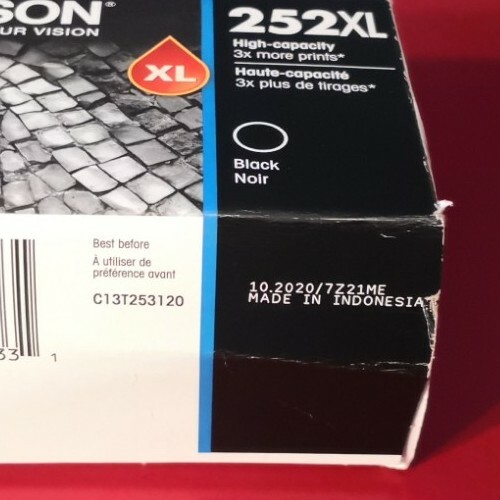 SON®
UR VISION
XL
252XL
High-capacity
3x more prints*
Haute-capacité
3x plus de tirages*
Black
Noir
Best before
À utiliser de
préférence avant
C13T253120
10.2020/7Z21ME
MADE IN INDONESIA
33 1